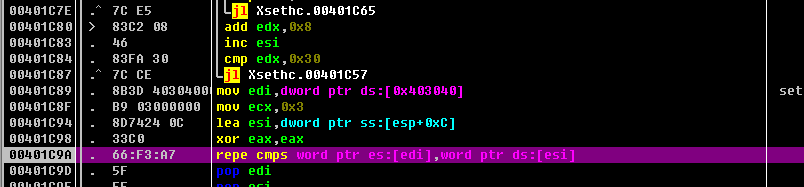 00401C7E .^ 7C E5 jl Xsethc.00401C65
00401C80 > 83C2 08 add edx,0x8
00401C83 . 46 inc esi
00401C84 . 83FA 30 cmp edx,0x30
00401C87 .^ 7C CE jl Xsethc.00401C57
00401C89 . 8B3D 40304000 mov edi,dword ptr ds:[0x403040] set
00401C8F . B9 03000000 mov ecx,0x3
00401C94 . 8D7424 0C lea esi,dword ptr ss:[esp+0xC]
00401C98 . 33C0 xor eax,eax
00401C9A . 66:F3:A7 repe cmps word ptr es:[edi],word ptr ds:[esi]
00401C9D . 5F pop edi